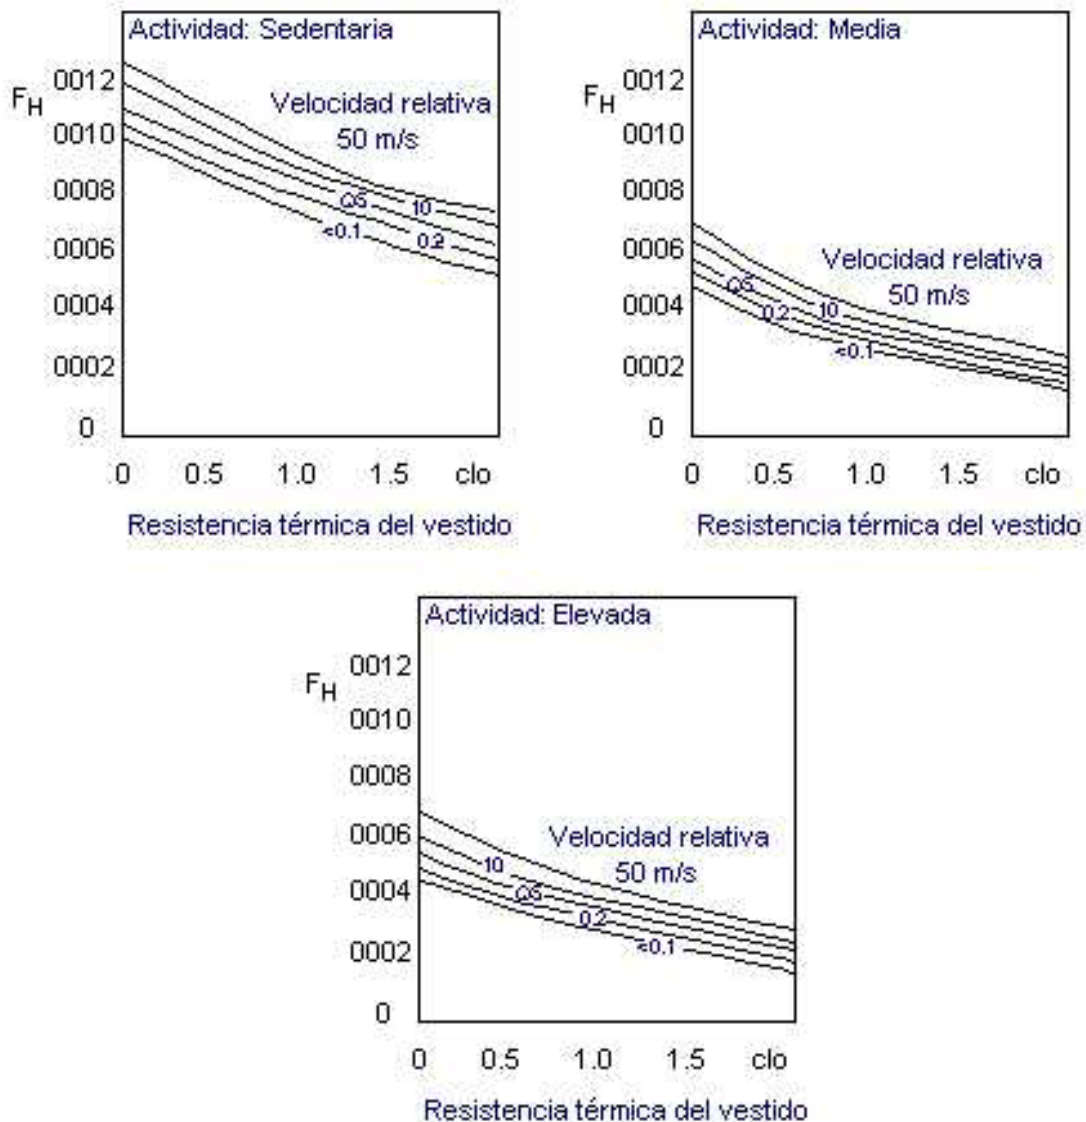 Actividad: Sedentaria
FH
0012
0010
0008
0006
0004
0002
0
Velocidad relativa
50 m/s
Q5
10
<0.1
0.2
0 0.5 1.0 1.5 clo
Resistencia térmica del vestido
Actividad: Media
FH
0012
0010
0008
0006
0004
0002
0
Velocidad relativa
50 m/s
Q5
10
0.2
<0.1
0 0.5 1.0 1.5 clo
Resistencia térmica del vestido
Actividad: Elevada
FH
0012
0010
0008
0006
0004
0002
0
Velocidad relativa
50 m/s
10
Q5
0.2
<0.1
0 0.5 1.0 1.5 clo
Resistencia térmica del vestido